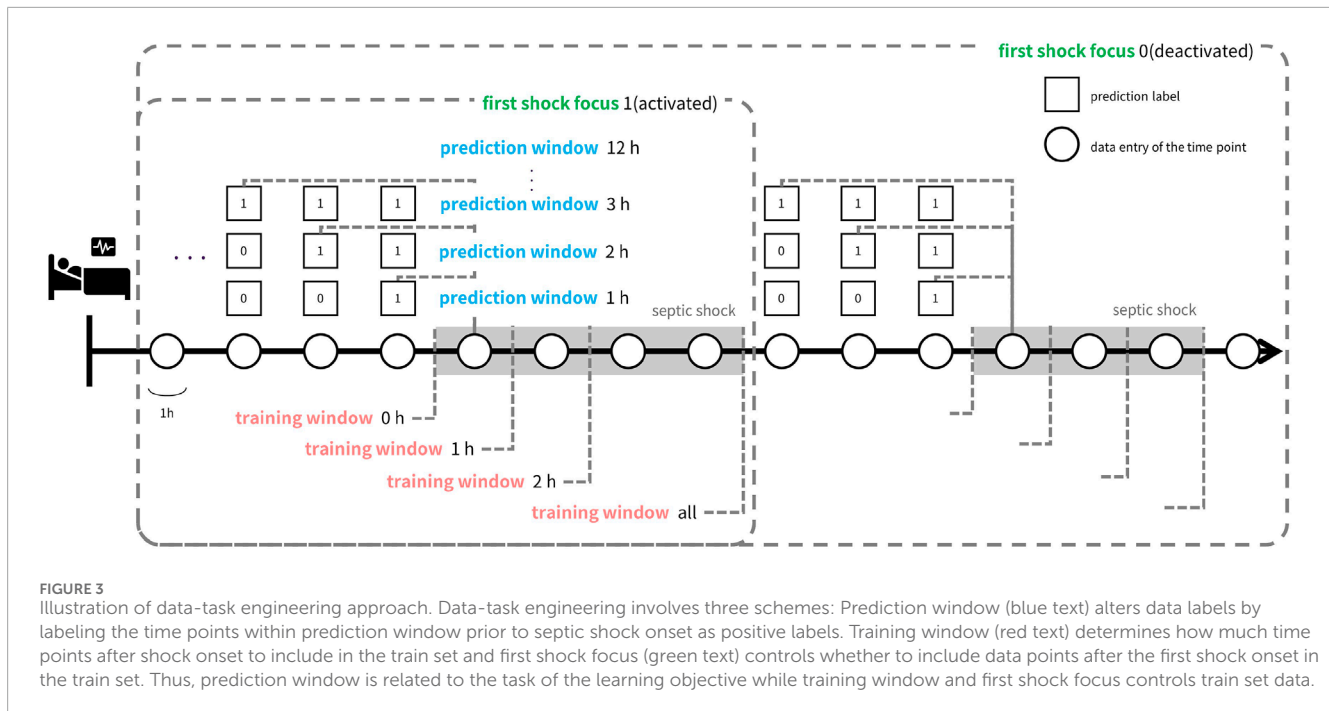 first shock focus 0(deactivated)
first shock focus 1(activated)
prediction label
data entry of the time point
prediction window 12 h
1 1 1 prediction window 3 h 1 1 1
... 0 1 1 prediction window 2 h 0 1 1
0 0 1 prediction window 1 h 0 0 1
septic shock septic shock
1h
training window 0 h
training window 1 h
training window 2 h
training window all
FIGURE 3
Illustration of data-task engineering approach. Data-task engineering involves three schemes: Prediction window (blue text) alters data labels by
labeling the time points within prediction window prior to septic shock onset as positive labels. Training window (red text) determines how much time
points after shock onset to include in the train set and first shock focus (green text) controls whether to include data points after the first shock onset in
the train set. Thus, prediction window is related to the task of the learning objective while training window and first shock focus controls train set data.